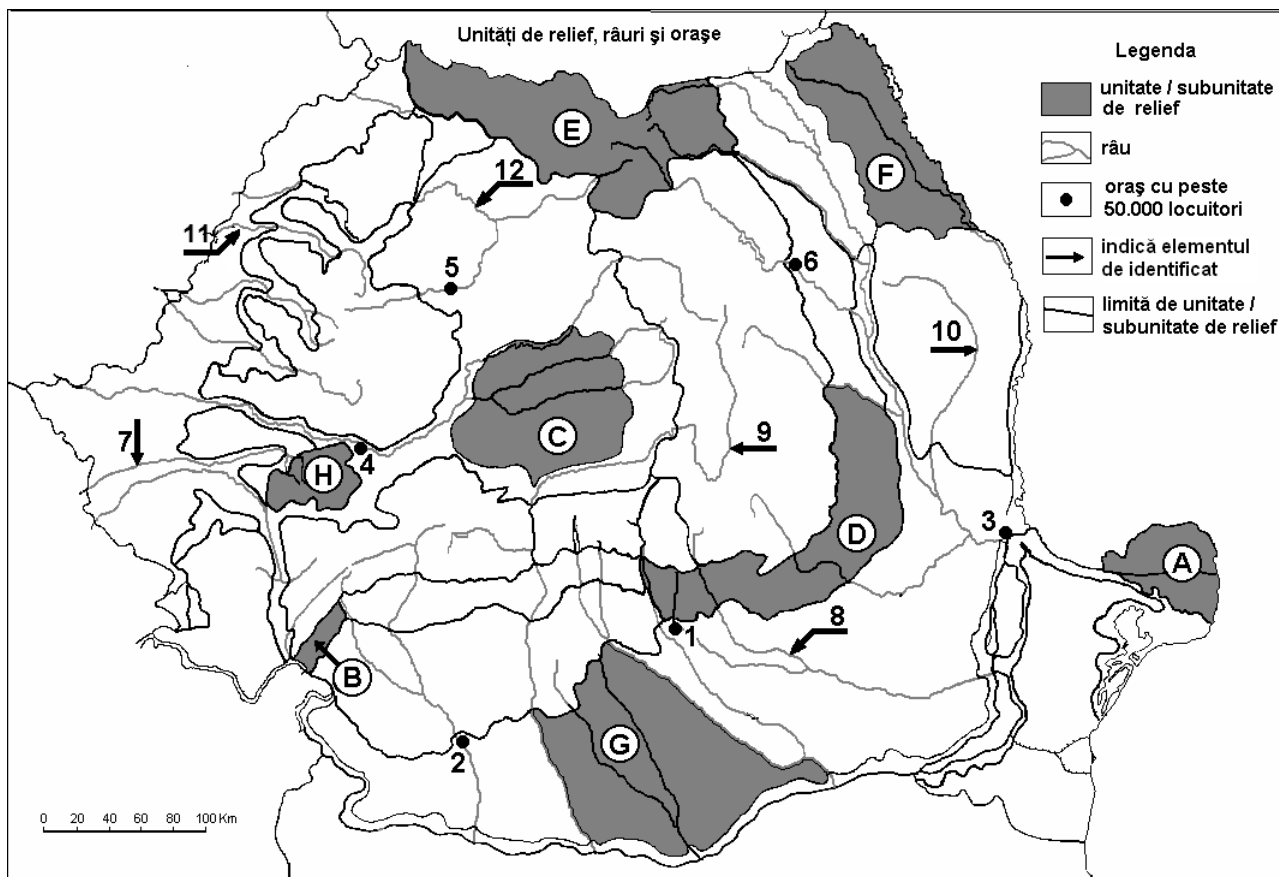 Unități de relief, râuri și orașe
Legenda
unitate / subunitate
de relief
râu
oraș cu peste
50.000 locuitori
indică elementul
de identificat
limită de unitate /
subunitate de relief
E
F
12
11
5
6
10
C
9
7
4
H
D
3
A
8
1
B
G
2
0 20 40 60 80 100 Km